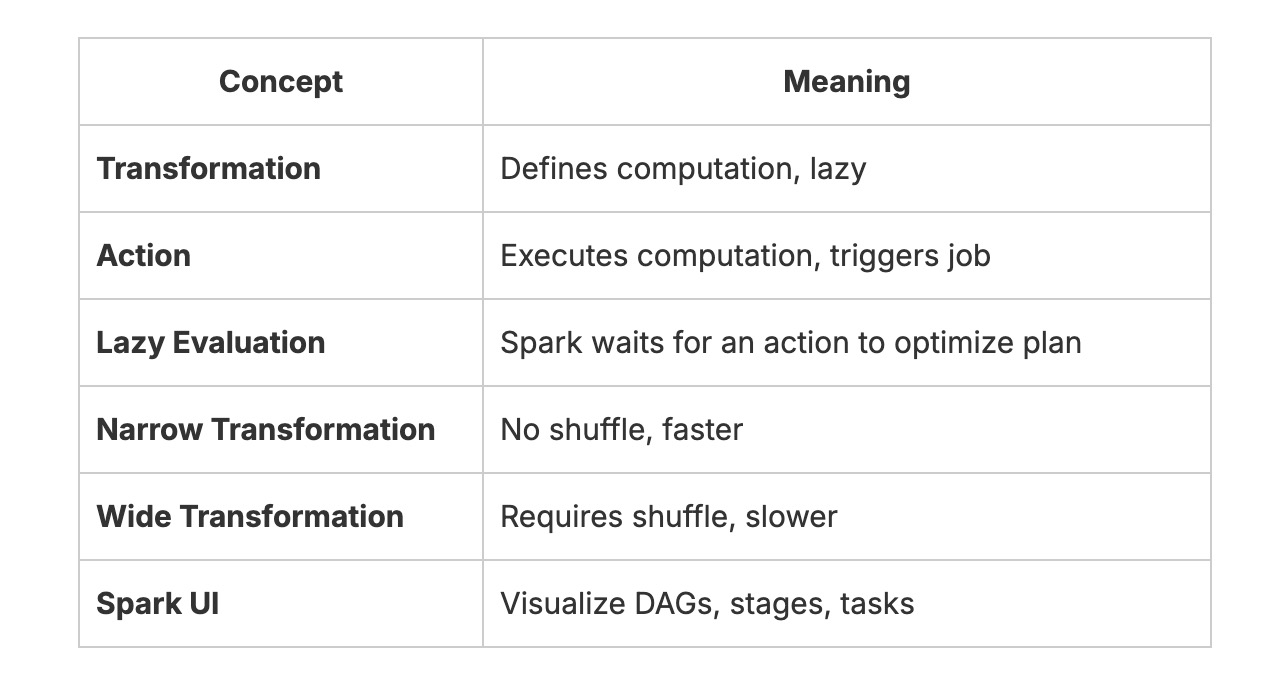 Concept Meaning
Transformation Defines computation, lazy
Action Executes computation, triggers job
Lazy Evaluation Spark waits for an action to optimize plan
Narrow Transformation No shuffle, faster
Wide Transformation Requires shuffle, slower
Spark UI Visualize DAGs, stages, tasks